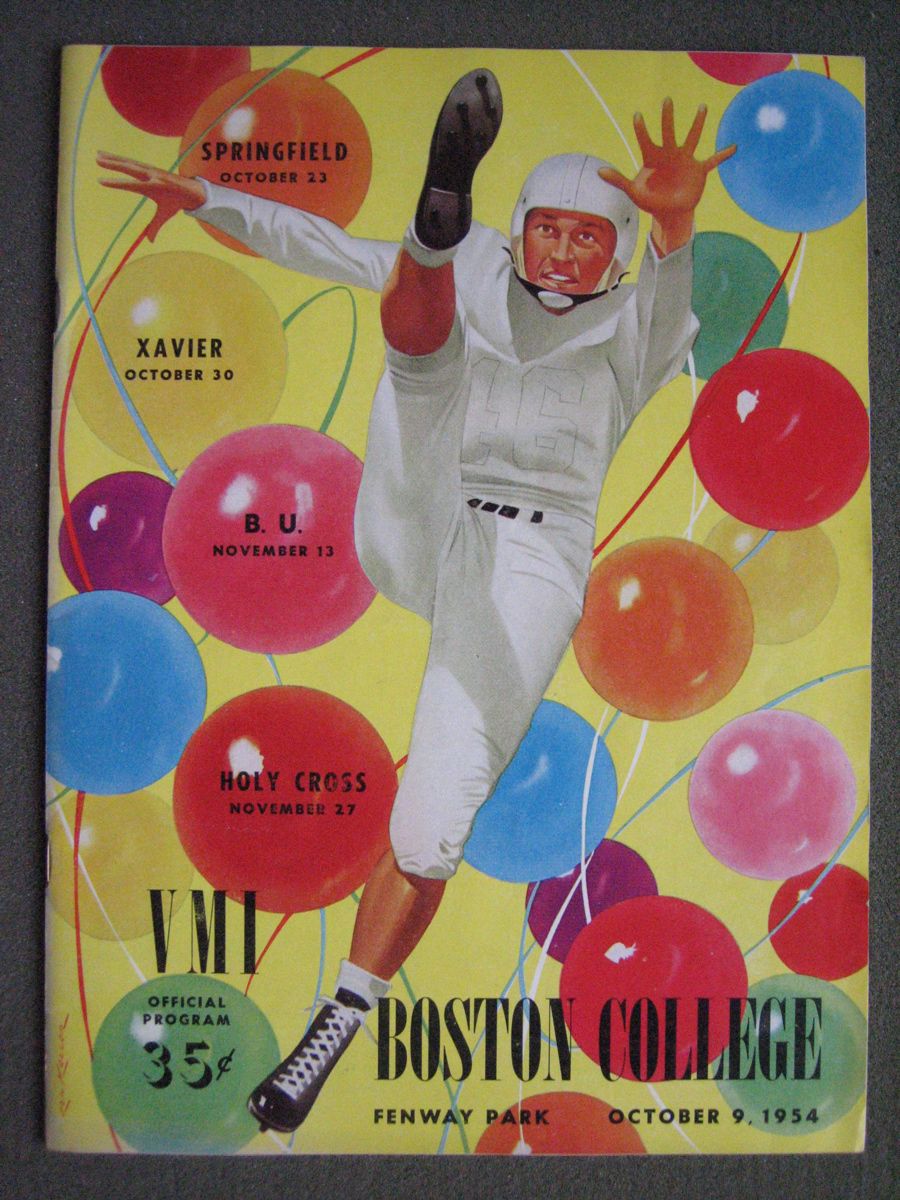 SPRINGFIELD
OCTOBER 23
XAVIER
OCTOBER 30
B. U.
NOVEMBER 13
HOLY CROSS
NOVEMBER 27
VMI
OFFICIAL
PROGRAM
35¢
BOSTON COLLEGE
FENWAY PARK OCTOBER 9, 1954